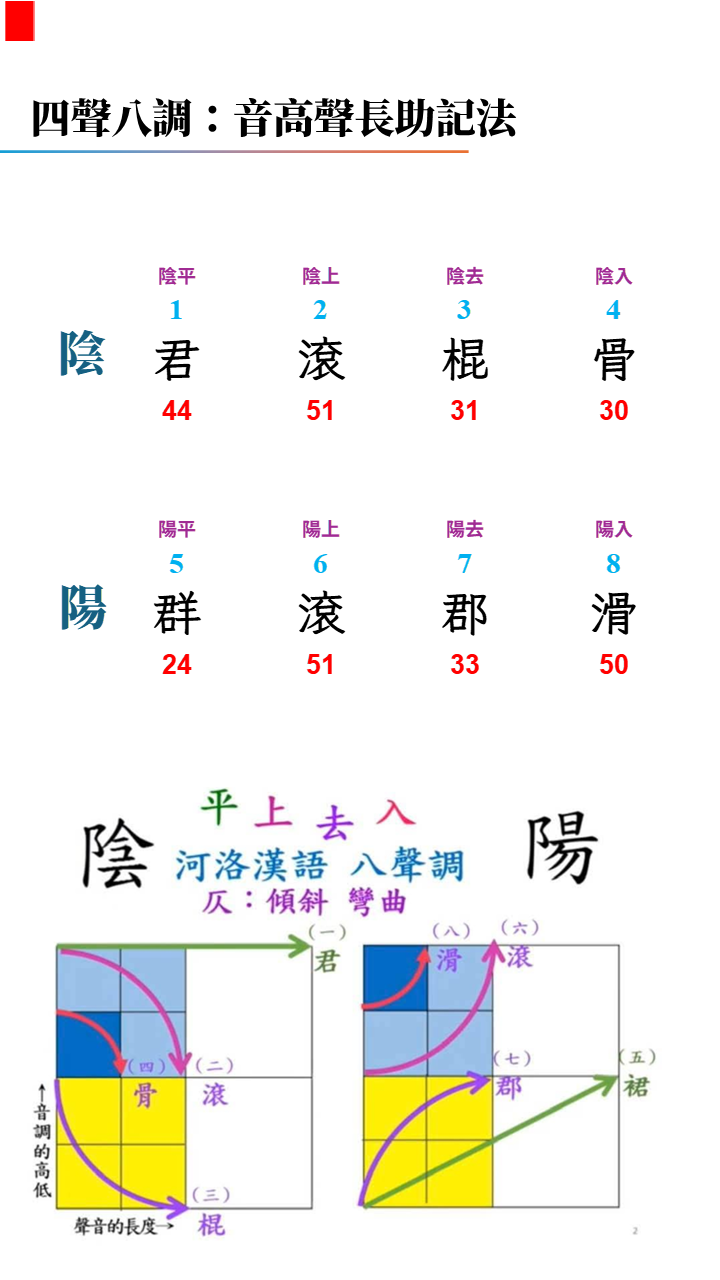 四聲八調：音高聲長助記法
陰平 陰上 陰去 陰入
1 2 3 4
陰 君 滾 棍 骨
44 51 31 30
陽平 陽上 陽去 陽入
5 6 7 8
陽 群 滾 郡 滑
24 51 33 50
平上去入
陰 陽
河洛漢語 八聲調
仄：傾斜 彎曲
（一）
君
（八）
滑
（六）
滾
（四）
骨
（二）
滾
（七）
郡
（五）
裙
↑音調的高低
（三）
棍
聲音的長度→
2